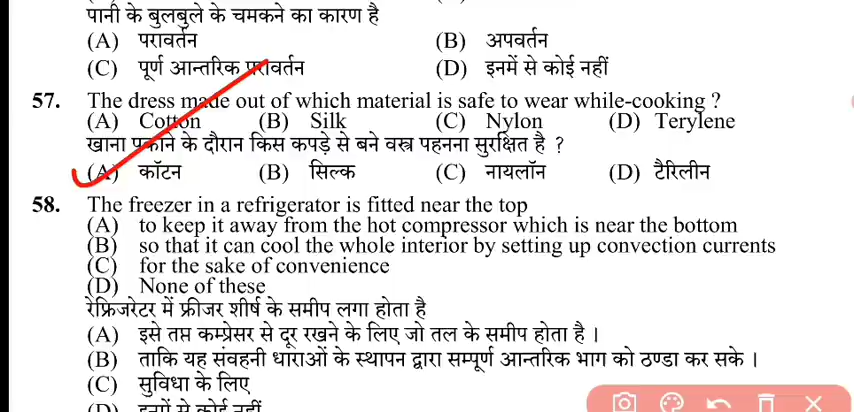 पानी के बुलबुले के चमकने का कारण है
(A) परावर्तन (B) अपवर्तन
(C) पूर्ण आन्तरिक परावर्तन (D) इनमें से कोई नहीं
57. The dress made out of which material is safe to wear while-cooking ?
(A) Cotton (B) Silk (C) Nylon (D) Terylene
खाना पकाने के दौरान किस कपड़े से बने वस्त्र पहनना सुरक्षित है ?
(A) कॉटन (B) सिल्क (C) नायलॉन (D) टैरिलीन
58. The freezer in a refrigerator is fitted near the top
(A) to keep it away from the hot compressor which is near the bottom
(B) so that it can cool the whole interior by setting up convection currents
(C) for the sake of convenience
(D) None of these
रेफ्रिजरेटर में फ्रीजर शीर्ष के समीप लगा होता है
(A) इसे तप्त कम्प्रेसर से दूर रखने के लिए जो तल के समीप होता है ।
(B) ताकि यह संवहनी धाराओं के स्थापन द्वारा सम्पूर्ण आन्तरिक भाग को ठण्डा कर सके ।
(C) सुविधा के लिए
(D) इनमें से कोई नहीं